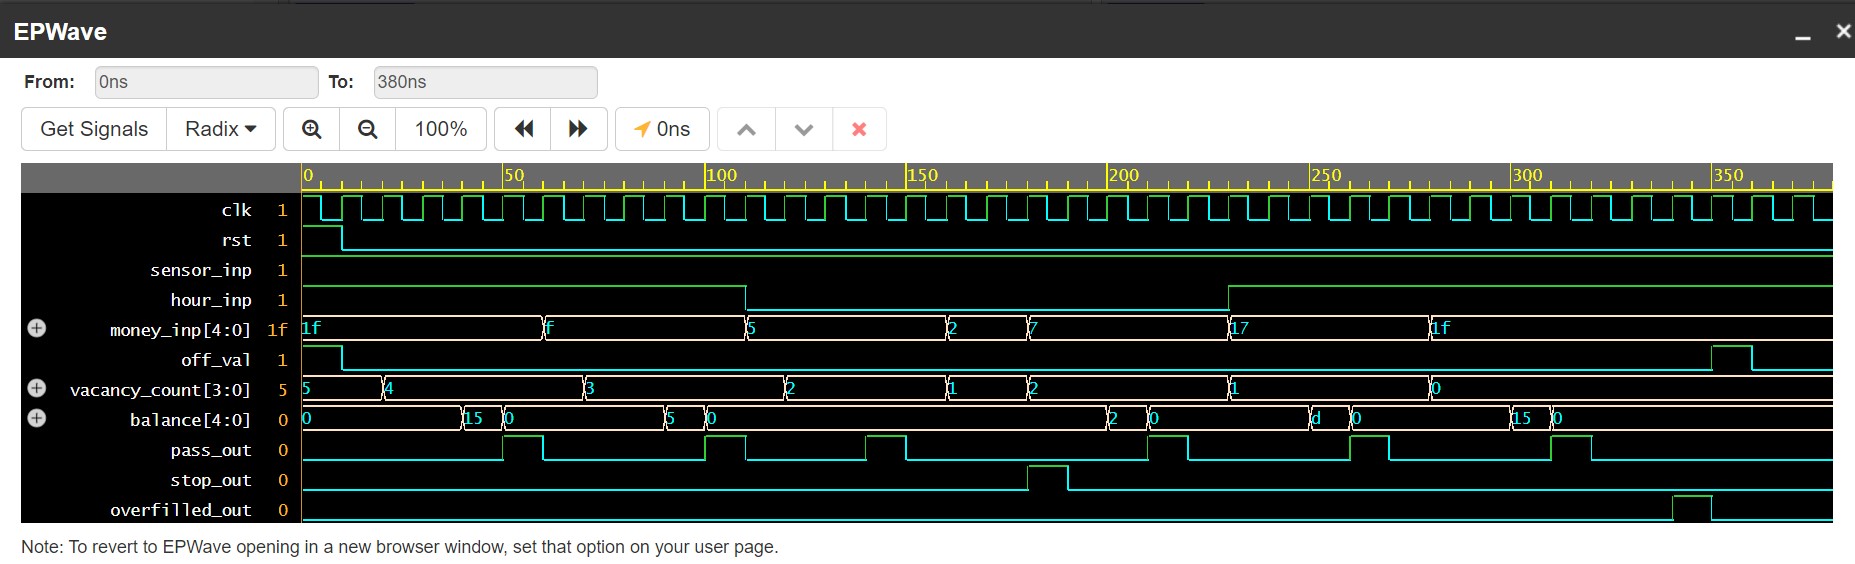 EPWave
From: 0ns To: 380ns
Get Signals Radix 100% 0ns
0 50 100 150 200 250 300 350
clk 1
rst 1
sensor_inp 1
hour_inp 1
money_inp[4:0] 1f 1f f 5 2 7 17 1f
off_val 1
vacancy_count[3:0] 5 5 4 3 2 1 2 1 0
balance[4:0] 0 0 15 0 5 0 2 0 d 0 15 0
pass_out 0
stop_out 0
overfilled_out 0
Note: To revert to EPWave opening in a new browser window, set that option on your user page.